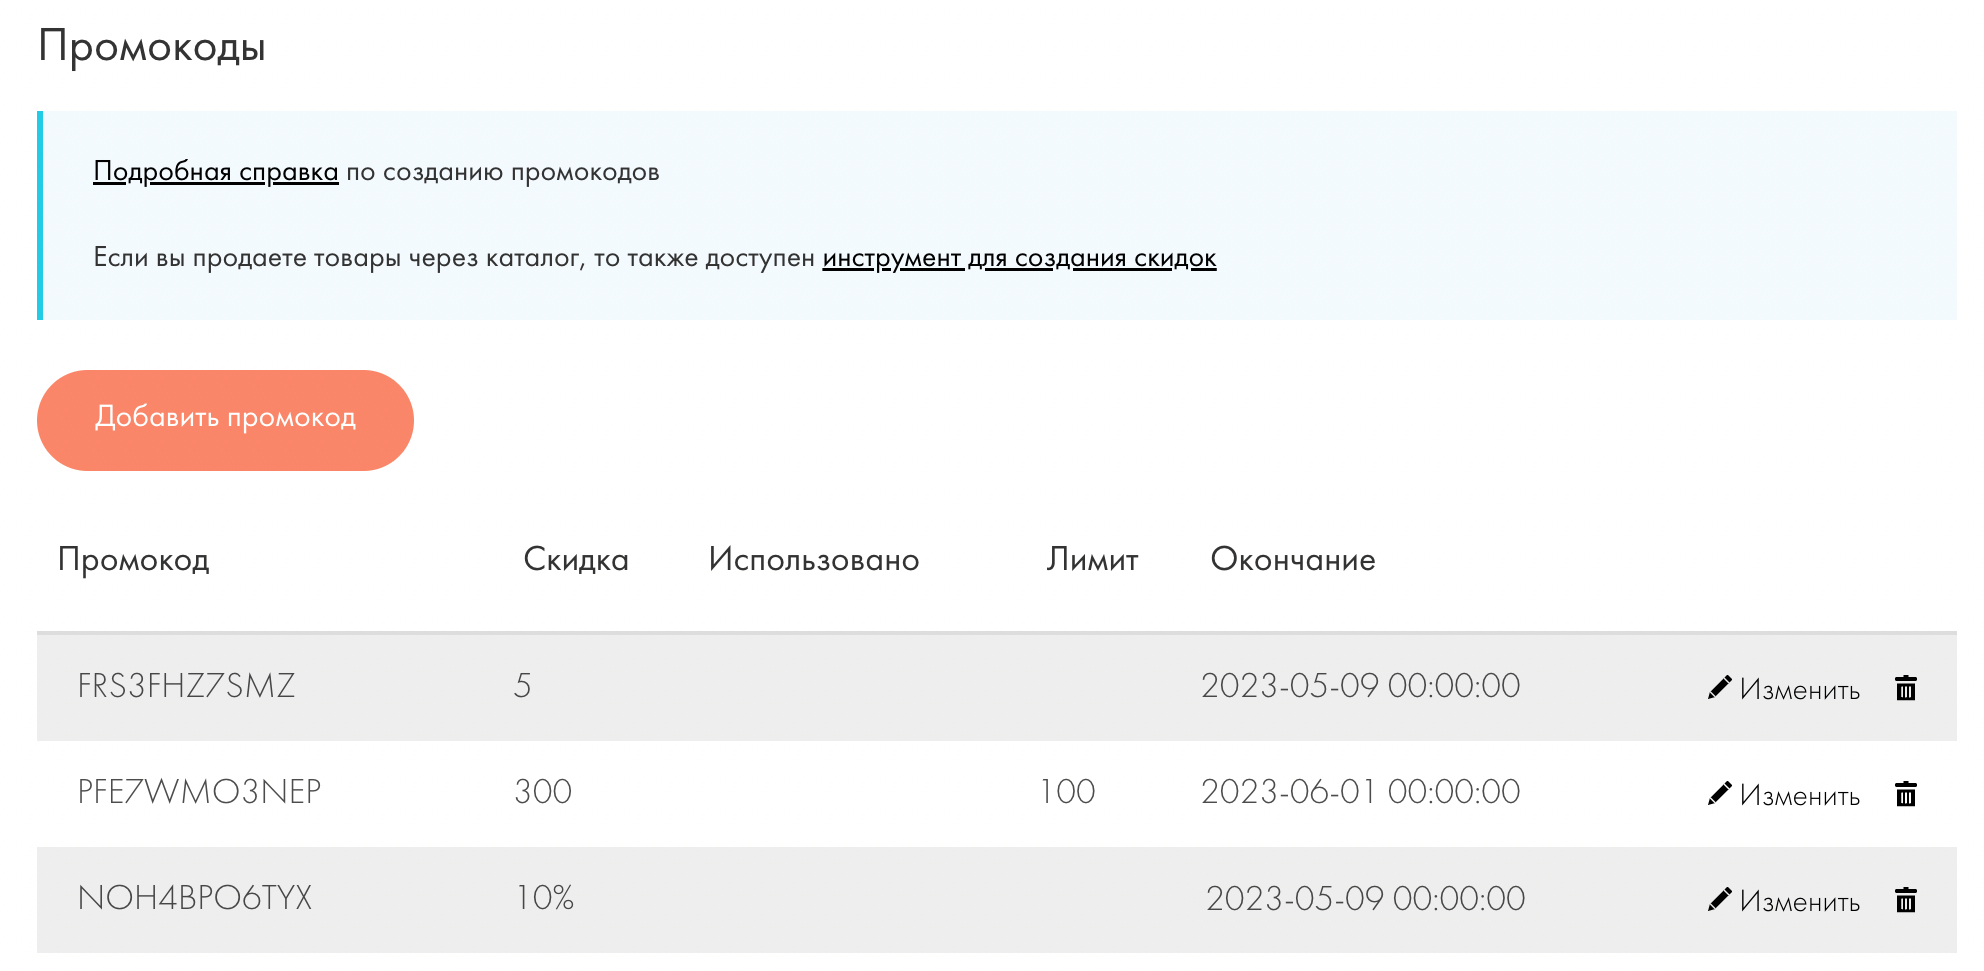 Промокоды
Подробная справка по созданию промокодов
Если вы продаете товары через каталог, то также доступен инструмент для создания скидок
Добавить промокод
Промокод Скидка Использовано Лимит Окончание
FRS3FHZ7SMZ 5 2023-05-09 00:00:00 Изменить
PFE7WMO3NEP 300 100 2023-06-01 00:00:00 Изменить
NOH4BPO6TYX 10% 2023-05-09 00:00:00 Изменить